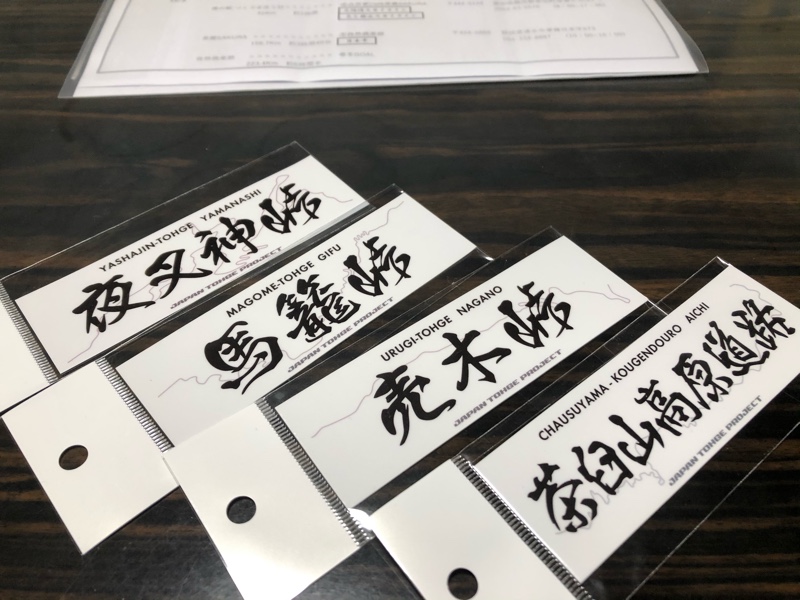 YASHAJIN-TOHGE YAMANASHI
夜叉神峠
JAPAN TOHGE PROJECT
MAGOME-TOHGE GIFU
馬籠峠
JAPAN TOHGE PROJECT
URUGI-TOHGE NAGANO
売木峠
JAPAN TOHGE PROJECT
CHAUSUYAMA-KOUGENDOURO AICHI
茶臼山高原道路
JAPAN TOHGE PROJECT